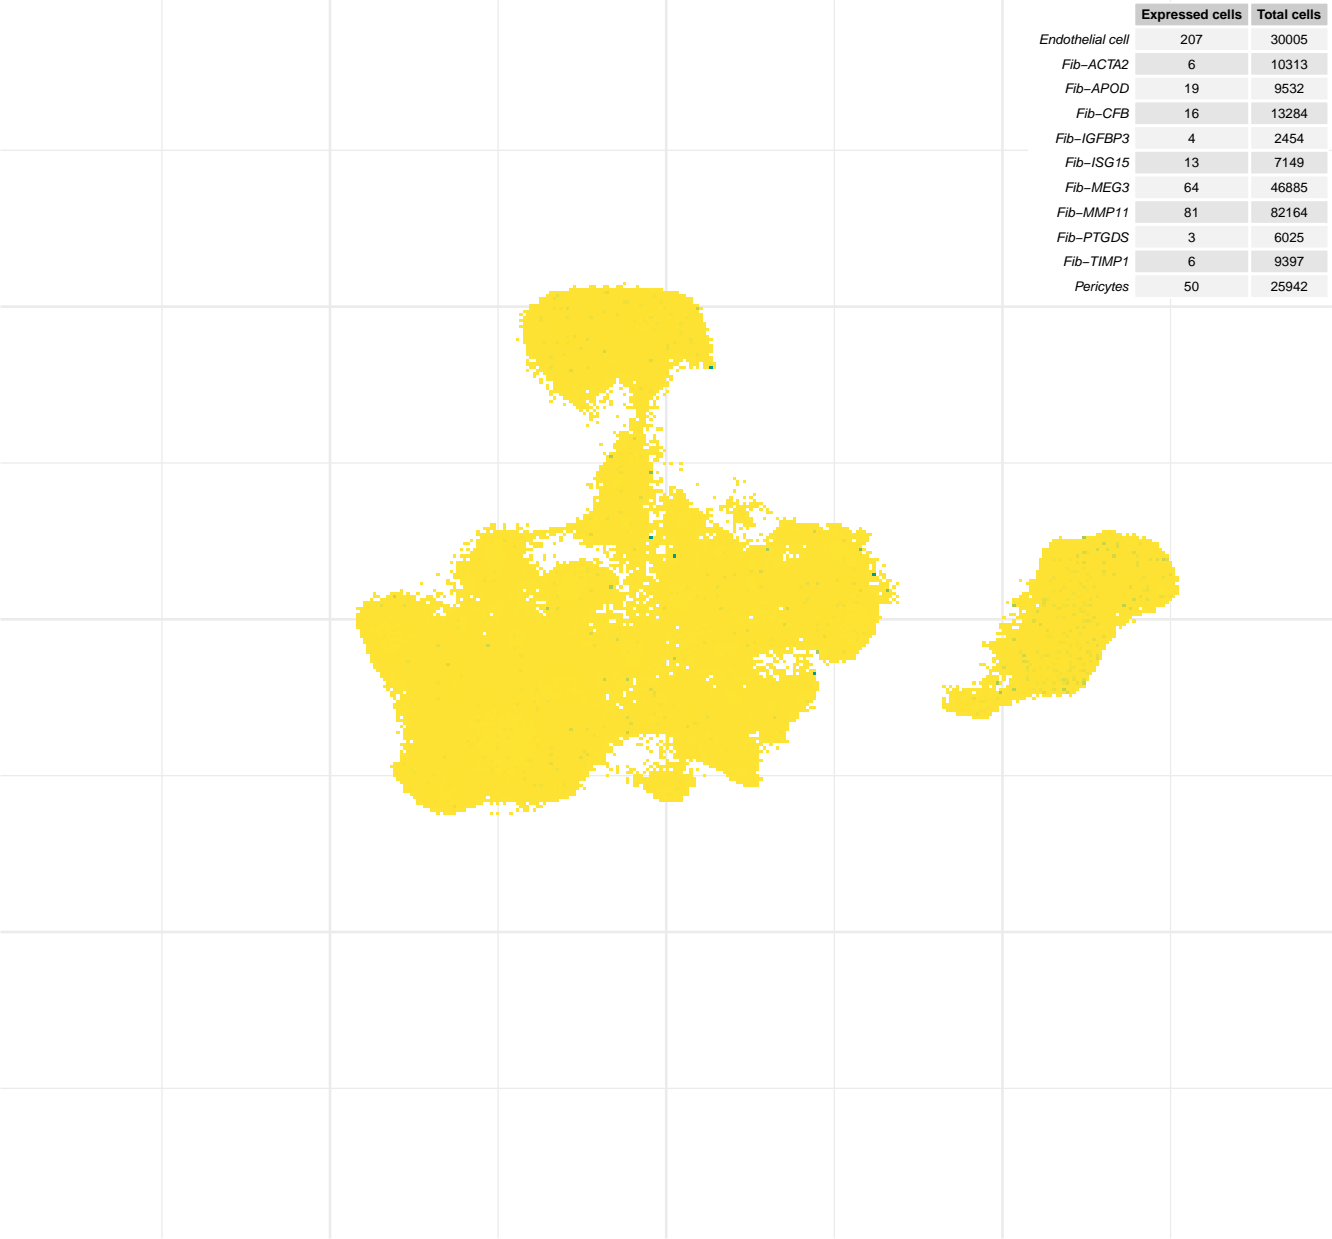 Expressed cells Total cells
Endothelial cell 207 30005
Fib−ACTA2 6 10313
Fib−APOD 19 9532
Fib−CFB 16 13284
Fib−IGFBP3 4 2454
Fib−ISG15 13 7149
Fib−MEG3 64 46885
Fib−MMP11 81 82164
Fib−PTGDS 3 6025
Fib−TIMP1 6 9397
Pericytes 50 25942